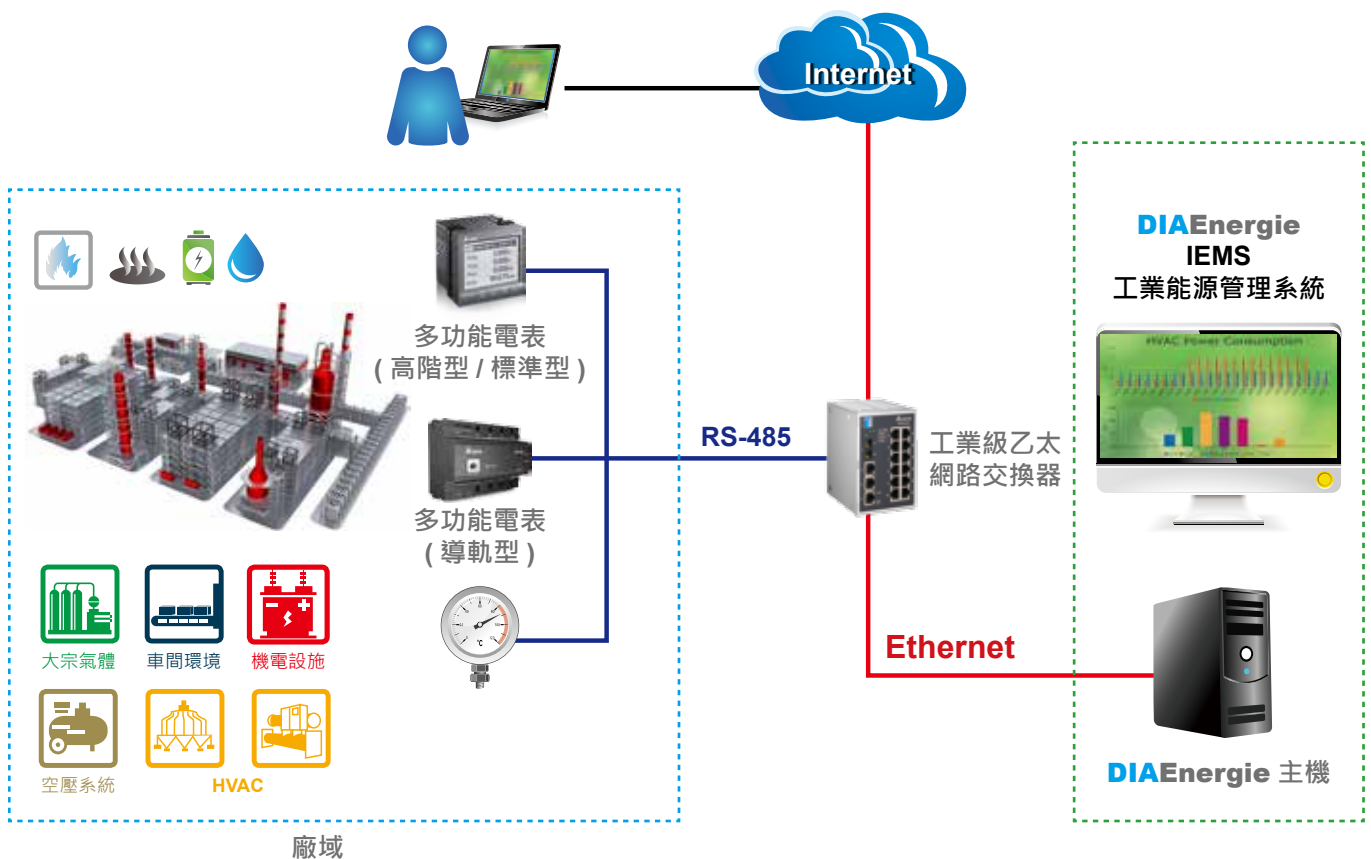 Internet
DIAEnergie
IEMS
工業能源管理系統
HVAC Power Consumption
多功能電表
( 高階型 / 標準型 )
RS-485
工業級乙太
網路交換器
多功能電表
( 導軌型 )
°C
大宗氣體
車間環境
機電設施
Ethernet
空壓系統
HVAC
DIAEnergie 主機
廠域